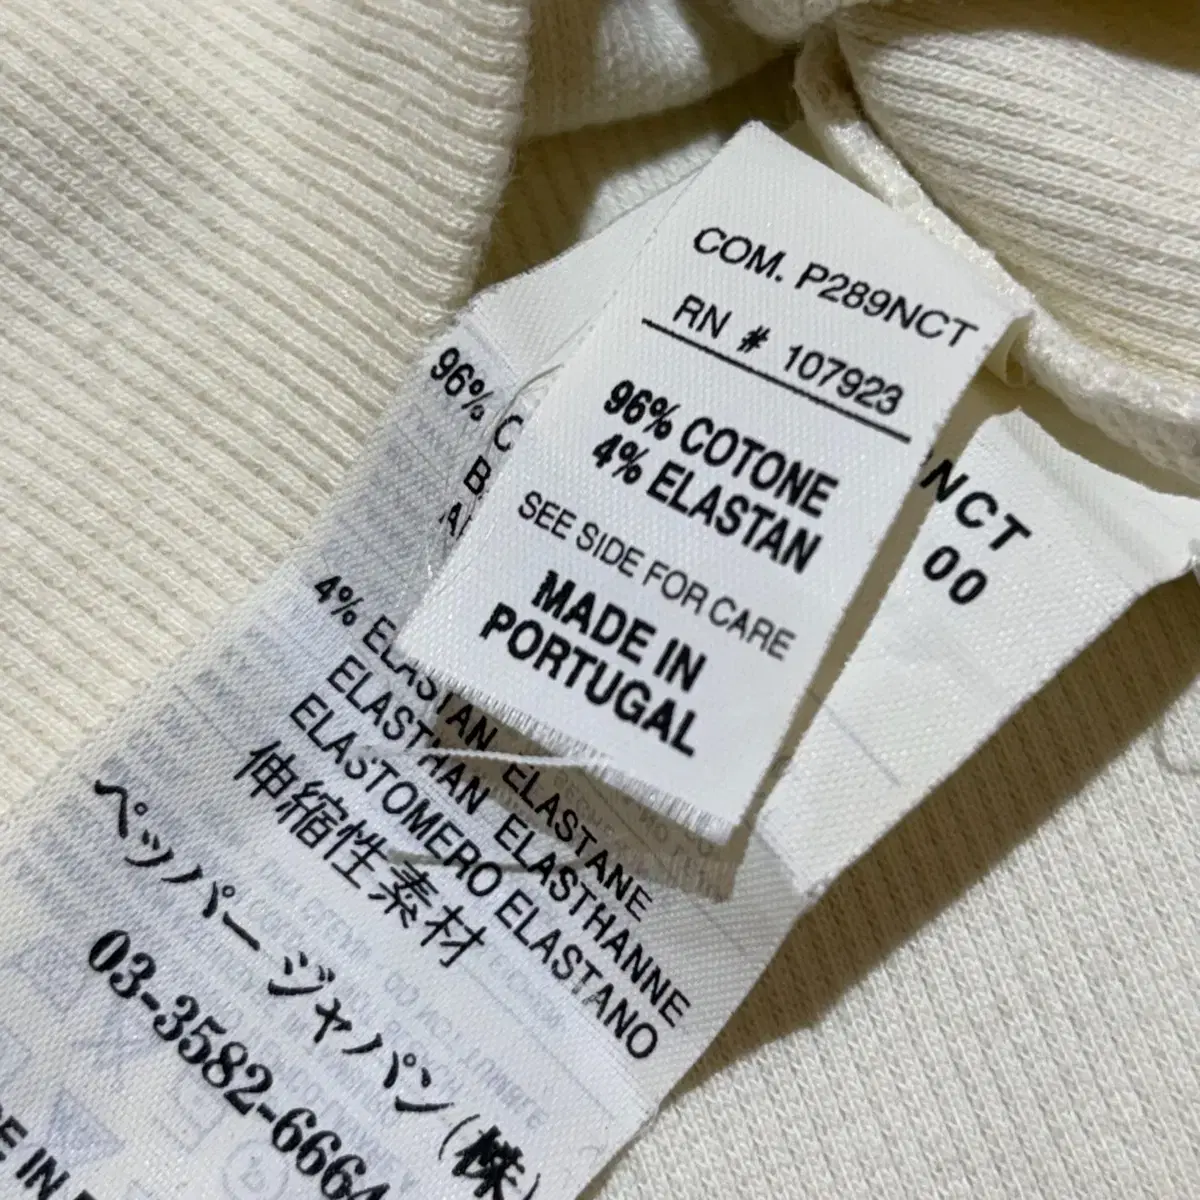 COM. P289NCT
RN # 107923
96% COTONE
4% ELASTAN
SEE SIDE FOR CARE
MADE IN
PORTUGAL
NCT
00
96%
4% ELASTAN ELASTANE
ELASTHAN ELASTHANNE
ELASTOMERO ELASTANO
伸縮性素材
ペッパージャパン(株)
03-3582-6664
IN